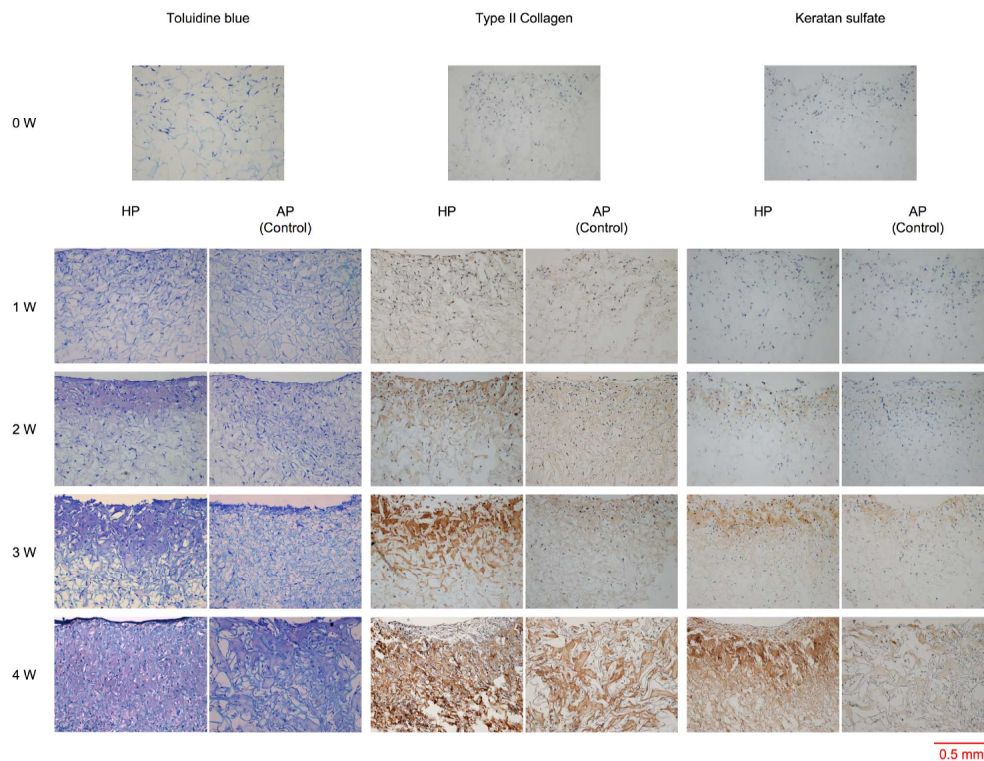 Toluidine blue Type II Collagen Keratan sulfate
0 W
HP AP HP AP HP AP
(Control) (Control) (Control)
1 W
2 W
3 W
4 W
0.5 mm